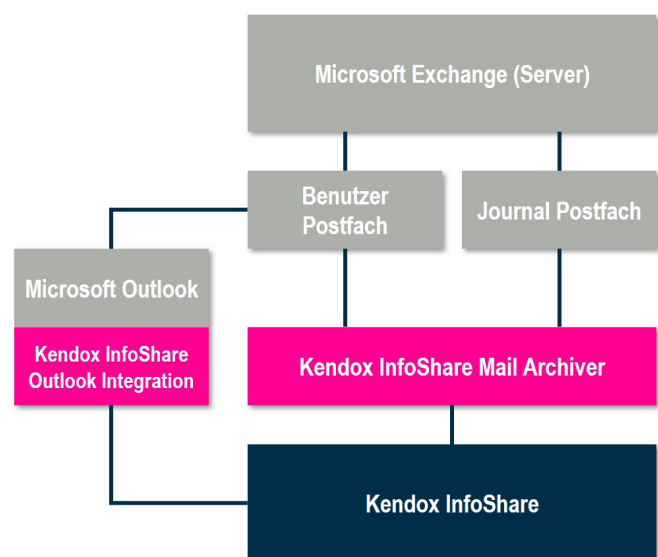 Microsoft Exchange (Server)
Benutzer
Postfach
Journal Postfach
Microsoft Outlook
Kendox InfoShare
Outlook Integration
Kendox InfoShare Mail Archiver
Kendox InfoShare